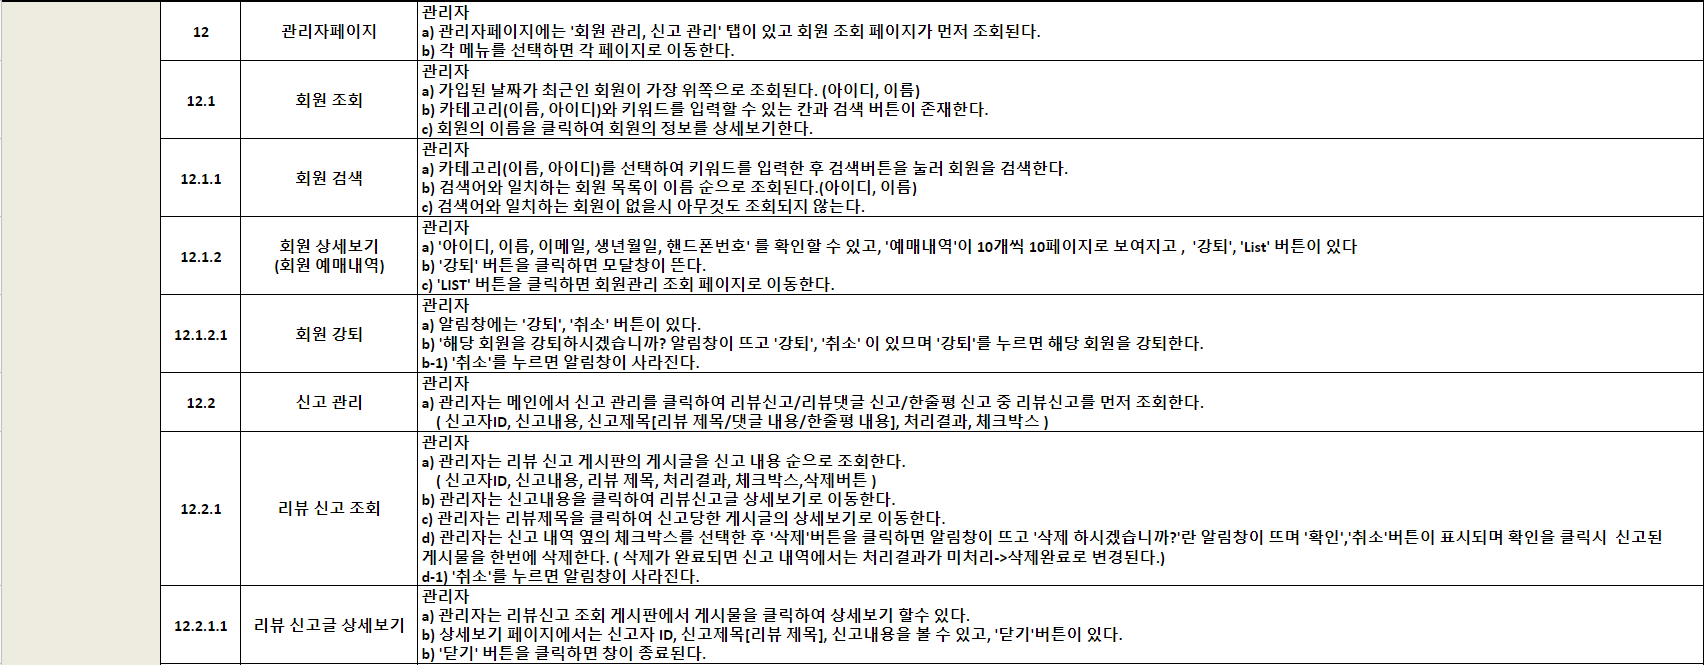 관리자
12
관리자페이지
a) 관리자페이지에는 '회원 관리, 신고 관리' 탭이 있고 회원 조회 페이지가 먼저 조회된다.
b) 각 메뉴를 선택하면 각 페이지로 이동한다.
관리자
12.1
회원 조회
a) 가입된 날짜가 최근인 회원이 가장 위쪽으로 조회된다. (아이디, 이름)
b) 카테고리(이름, 아이디)와 키워드를 입력할 수 있는 칸과 검색 버튼이 존재한다.
c) 회원의 이름을 클릭하여 회원의 정보를 상세보기한다.
관리자
12.1.1
회원 검색
a) 카테고리(이름, 아이디)를 선택하여 키워드를 입력한 후 검색버튼을 눌러 회원을 검색한다.
b) 검색어와 일치하는 회원 목록이 이름 순으로 조회된다.(아이디, 이름)
c) 검색어와 일치하는 회원이 없을시 아무것도 조회되지 않는다.
관리자
12.1.2
회원 상세보기
(회원 예매내역)
a) '아이디, 이름, 이메일, 생년월일, 핸드폰번호' 를 확인할 수 있고, '예매내역'이 10개씩 10페이지로 보여지고 , '강퇴', 'List' 버튼이 있다
b) '강퇴' 버튼을 클릭하면 모달창이 뜬다.
c) 'LIST' 버튼을 클릭하면 회원관리 조회 페이지로 이동한다.
관리자
12.1.2.1
회원 강퇴
a) 알림창에는 '강퇴', '취소' 버튼이 있다.
b) '해당 회원을 강퇴하시겠습니까? 알림창이 뜨고 '강퇴', '취소' 이 있므며 '강퇴'를 누르면 해당 회원을 강퇴한다.
b-1) '취소'를 누르면 알림창이 사라진다.
관리자
12.2
신고 관리
a) 관리자는 메인에서 신고 관리를 클릭하여 리뷰신고/리뷰댓글 신고/한줄평 신고 중 리뷰신고를 먼저 조회한다.
( 신고자ID, 신고내용, 신고제목[리뷰 제목/댓글 내용/한줄평 내용], 처리결과, 체크박스 )
관리자
12.2.1
리뷰 신고 조회
a) 관리자는 리뷰 신고 게시판의 게시글을 신고 내용 순으로 조회한다.
( 신고자ID, 신고내용, 리뷰 제목, 처리결과, 체크박스,삭제버튼 )
b) 관리자는 신고내용을 클릭하여 리뷰신고글 상세보기로 이동한다.
c) 관리자는 리뷰제목을 클릭하여 신고당한 게시글의 상세보기로 이동한다.
d) 관리자는 신고 내역 옆의 체크박스를 선택한 후 '삭제'버튼을 클릭하면 알림창이 뜨고 '삭제 하시겠습니까?'란 알림창이 뜨며 '확인','취소'버튼이 표시되며 확인을 클릭시 신고된
게시물을 한번에 삭제한다. ( 삭제가 완료되면 신고 내역에서는 처리결과가 미처리->삭제완료로 변경된다.)
d-1) '취소'를 누르면 알림창이 사라진다.
관리자
12.2.1.1
리뷰 신고글 상세보기
a) 관리자는 리뷰신고 조회 게시판에서 게시물을 클릭하여 상세보기 할수 있다.
b) 상세보기 페이지에서는 신고자 ID, 신고제목[리뷰 제목], 신고내용을 볼 수 있고, '닫기'버튼이 있다.
b) '닫기' 버튼을 클릭하면 창이 종료된다.